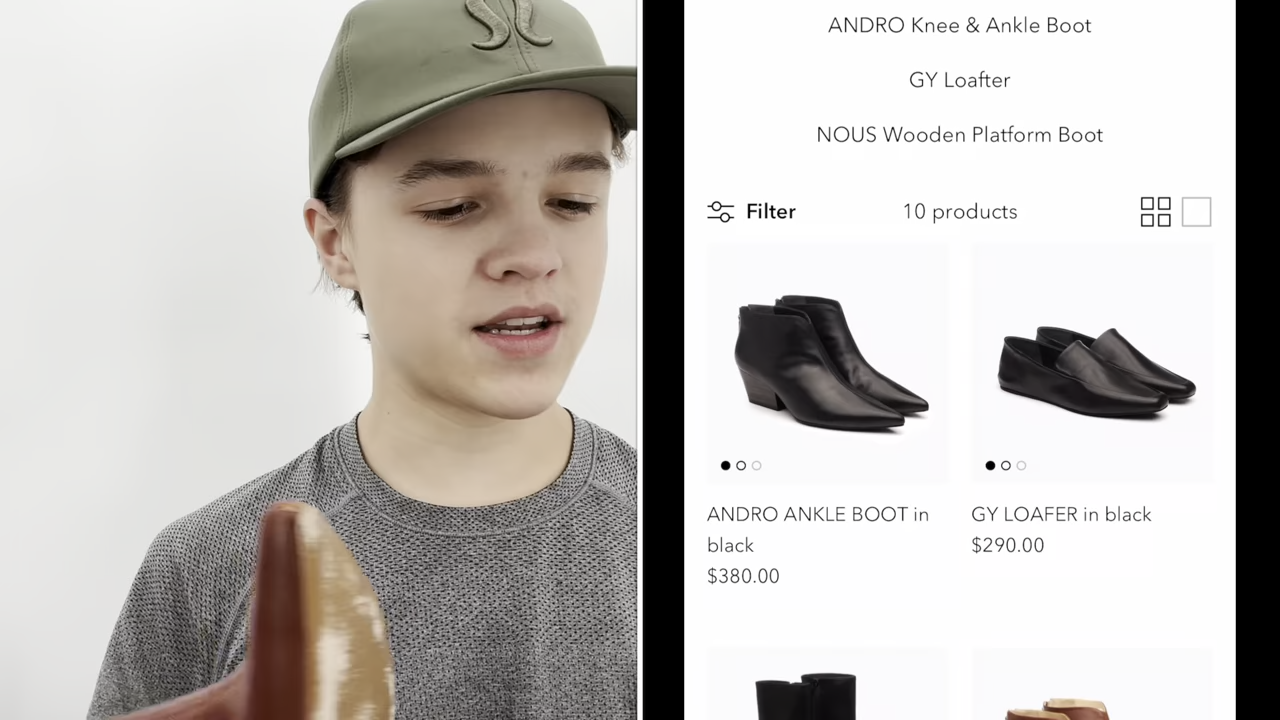 ANDRO Knee & Ankle Boot
GY Loafter
NOUS Wooden Platform Boot
Filter
10 products
ANDRO ANKLE BOOT in
black
$380.00
GY LOAFER in black
$290.00